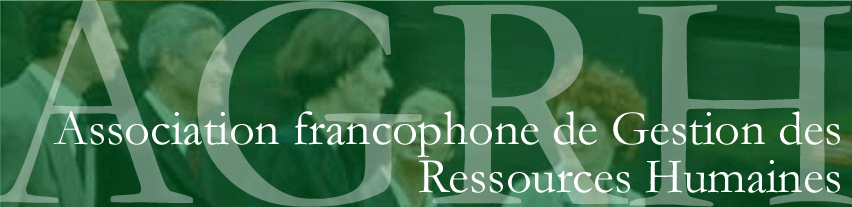 AGRH
Association francophone de Gestion des
Ressources Humaines